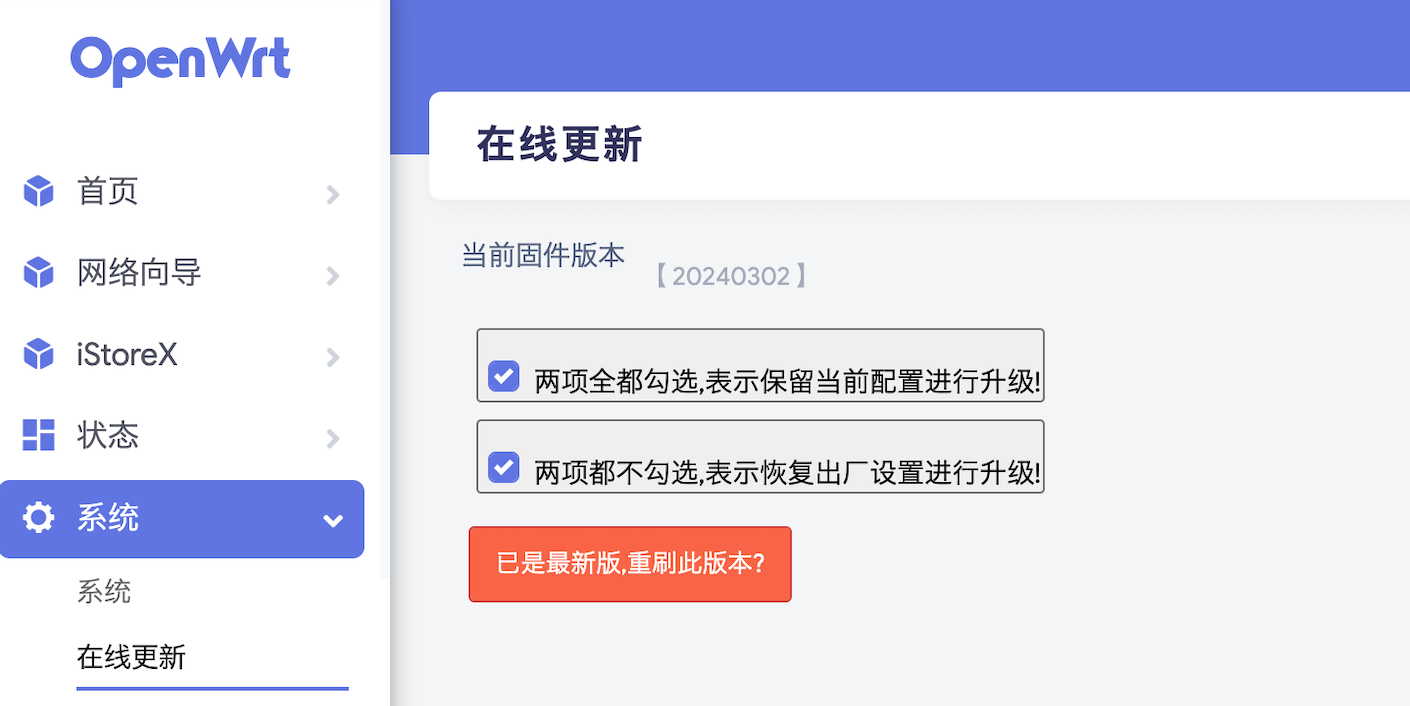 OpenWrt
首页
网络向导
iStoreX
状态
系统
系统
在线更新
在线更新
当前固件版本
【 20240302 】
两项全都勾选,表示保留当前配置进行升级!
两项都不勾选,表示恢复出厂设置进行升级!
已是最新版,重刷此版本?